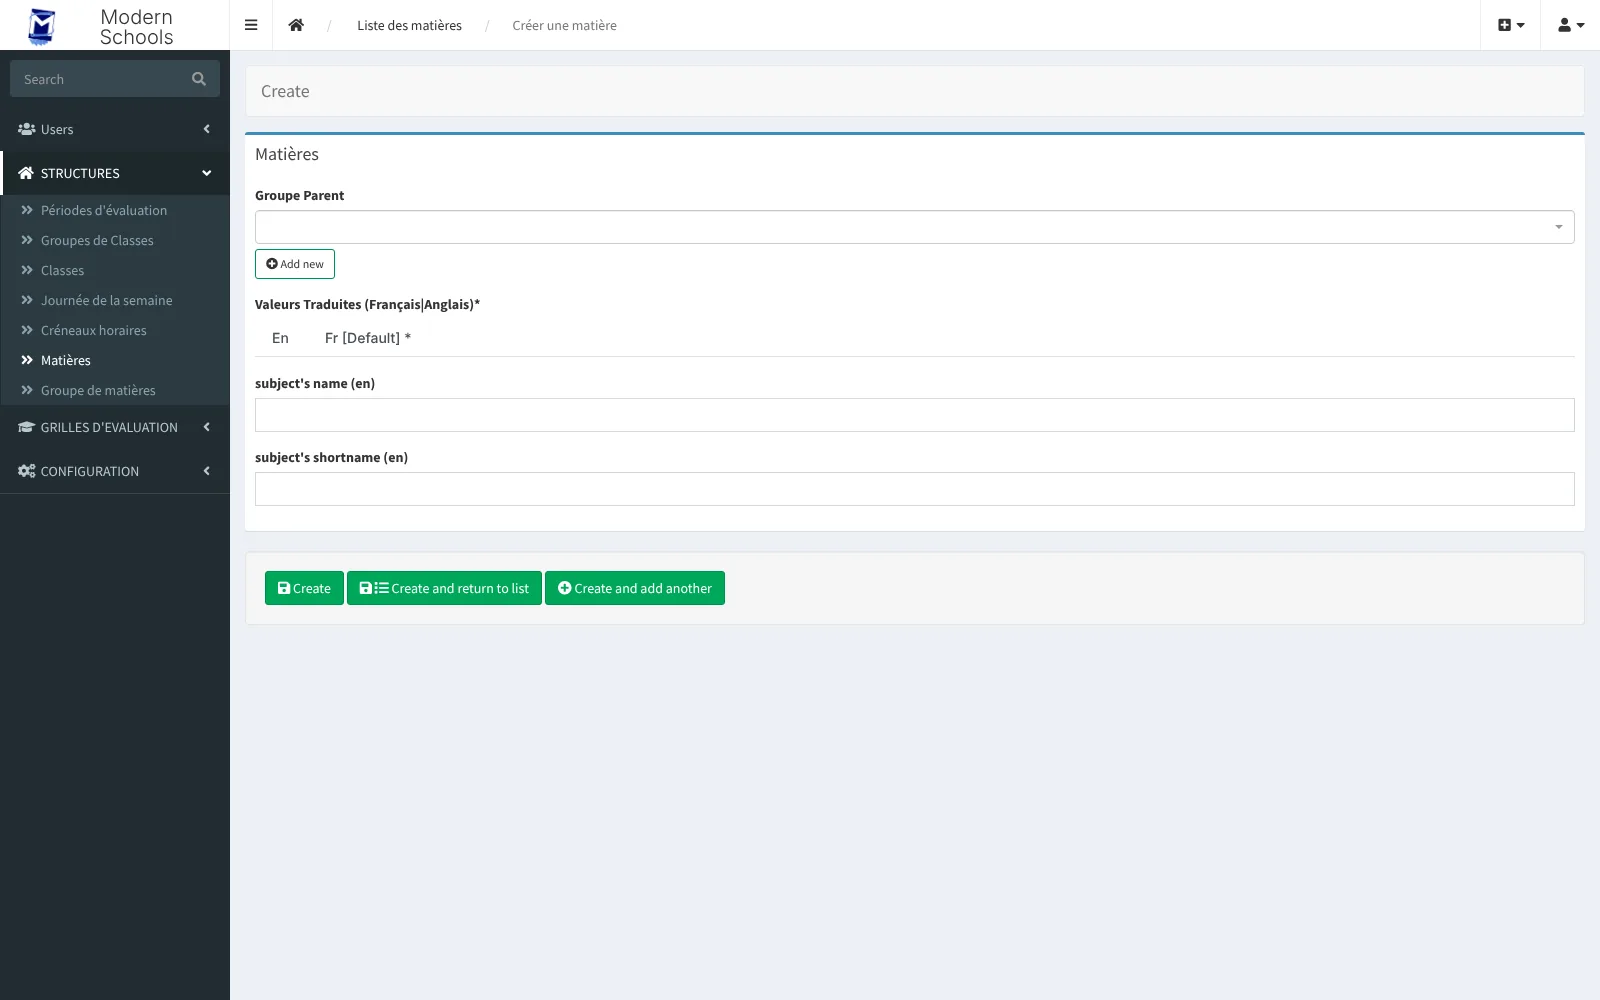 Modern
Schools
/ Liste des matières / Créer une matière
Search
Users
STRUCTURES
Périodes d'évaluation
Groupes de Classes
Classes
Journée de la semaine
Créneaux horaires
Matières
Groupe de matières
GRILLES D'EVALUATION
CONFIGURATION
Create
Matières
Groupe Parent
Add new
Valeurs Traduites (Français|Anglais)*
En Fr [Default] *
subject's name (en)
subject's shortname (en)
Create Create and return to list Create and add another